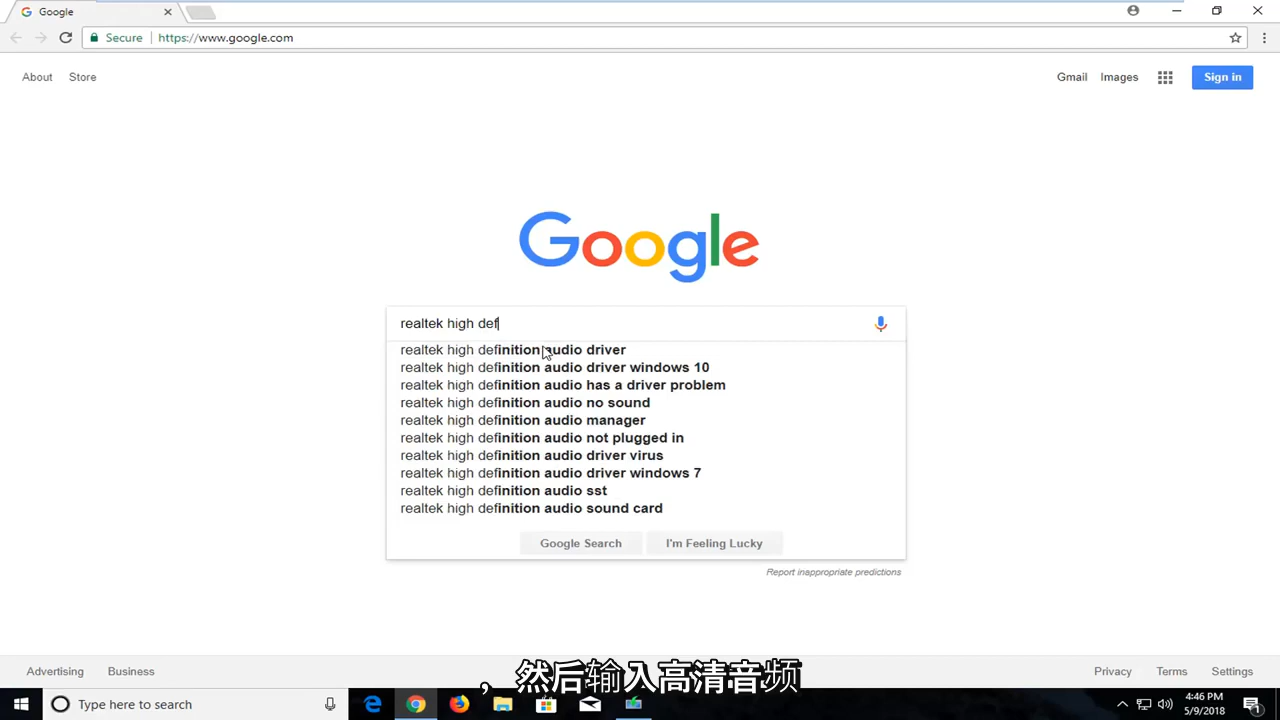 Google
Secure
https://www.google.com
About
Store
Gmail
Images
Sign in
Google
realtek high def
realtek high definition audio driver
realtek high definition audio driver windows 10
realtek high definition audio has a driver problem
realtek high definition audio no sound
realtek high definition audio manager
realtek high definition audio not plugged in
realtek high definition audio driver virus
realtek high definition audio driver windows 7
realtek high definition audio sst
realtek high definition audio sound card
Google Search
I'm Feeling Lucky
Report inappropriate predictions
Advertising
Business
Privacy
Terms
Settings
，然后输入高清音频
Type here to search
4:46 PM
5/9/2018
1